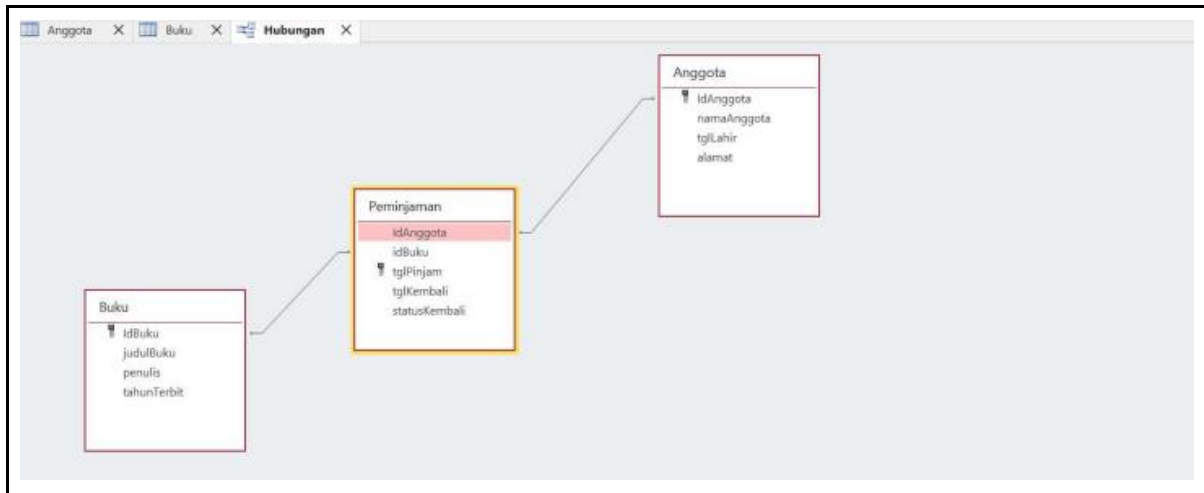 Anggota
Buku
Hubungan
Anggota
IdAnggota
namaAnggota
tglLahir
alamat
Peminjaman
IdAnggota
idBuku
tglPinjam
tglKembali
statusKembali
Buku
IdBuku
judulBuku
penulis
tahunTerbit